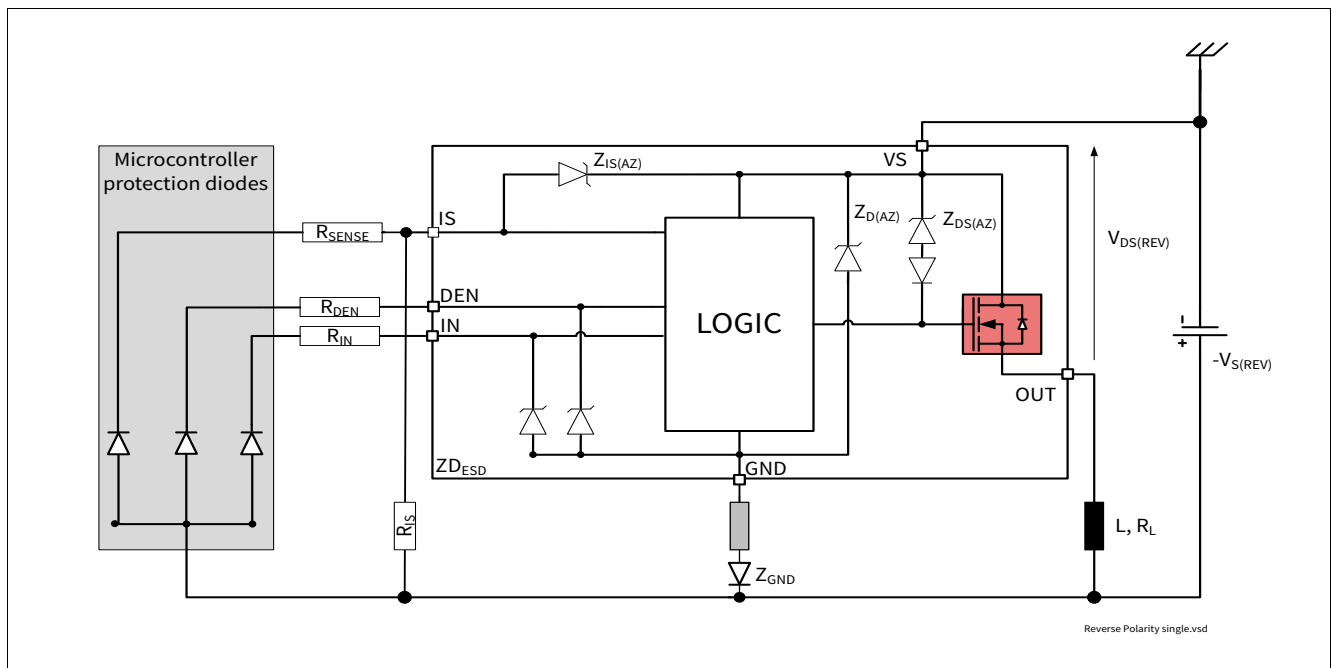 Microcontroller
protection diodes
Z_IS(AZ)
VS
IS
R_SENSE
Z_D(AZ)
Z_DS(AZ)
V_DS(REV)
DEN
R_DEN
IN
R_IN
LOGIC
-
+
-V_S(REV)
OUT
ZD_ESD
GND
R_IS
L, R_L
Z_GND
Reverse Polarity single.vsd